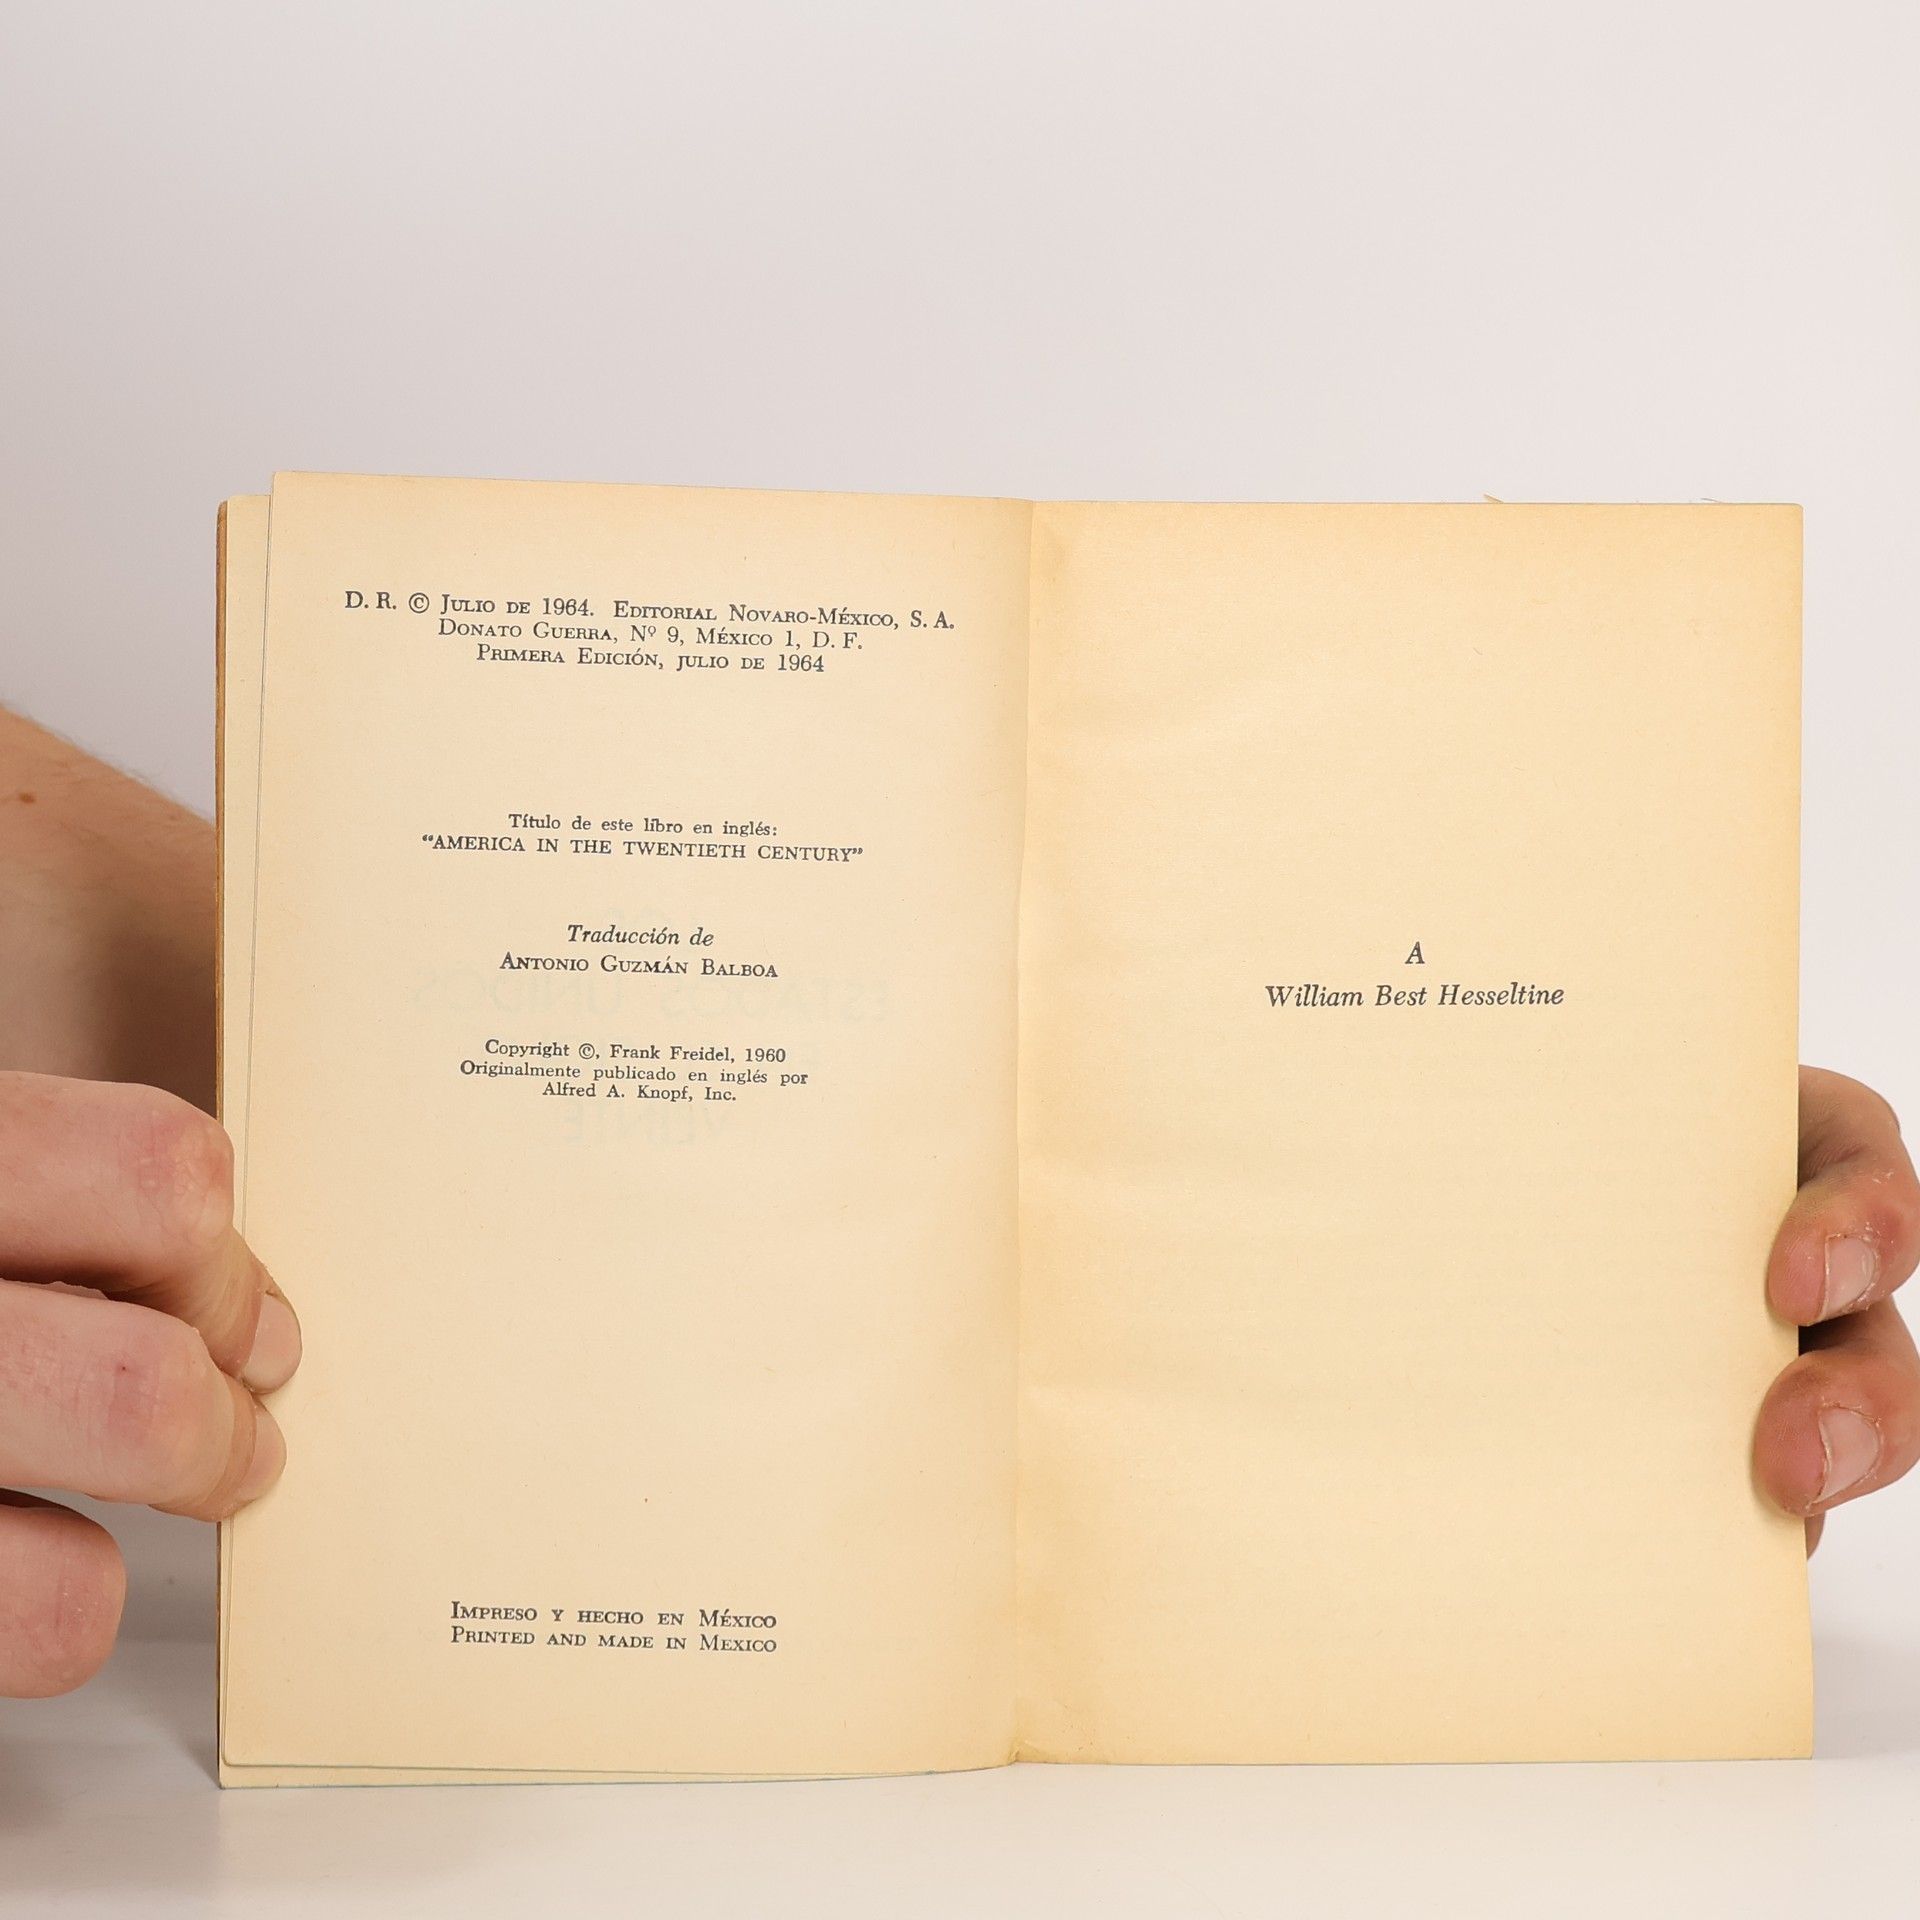 D. R. © Julio de 1964. Editorial Novaro-México, S. A.
Donato Guerra, Nº 9, México 1, D. F.
Primera Edición, julio de 1964
Título de este libro en inglés:
“AMERICA IN THE TWENTIETH CENTURY”
Traducción de
Antonio Guzmán Balboa
Copyright ©, Frank Freidel, 1960
Originalmente publicado en inglés por
Alfred A. Knopf, Inc.
Impreso y hecho en México
Printed and made in Mexico
A
William Best Hesseltine